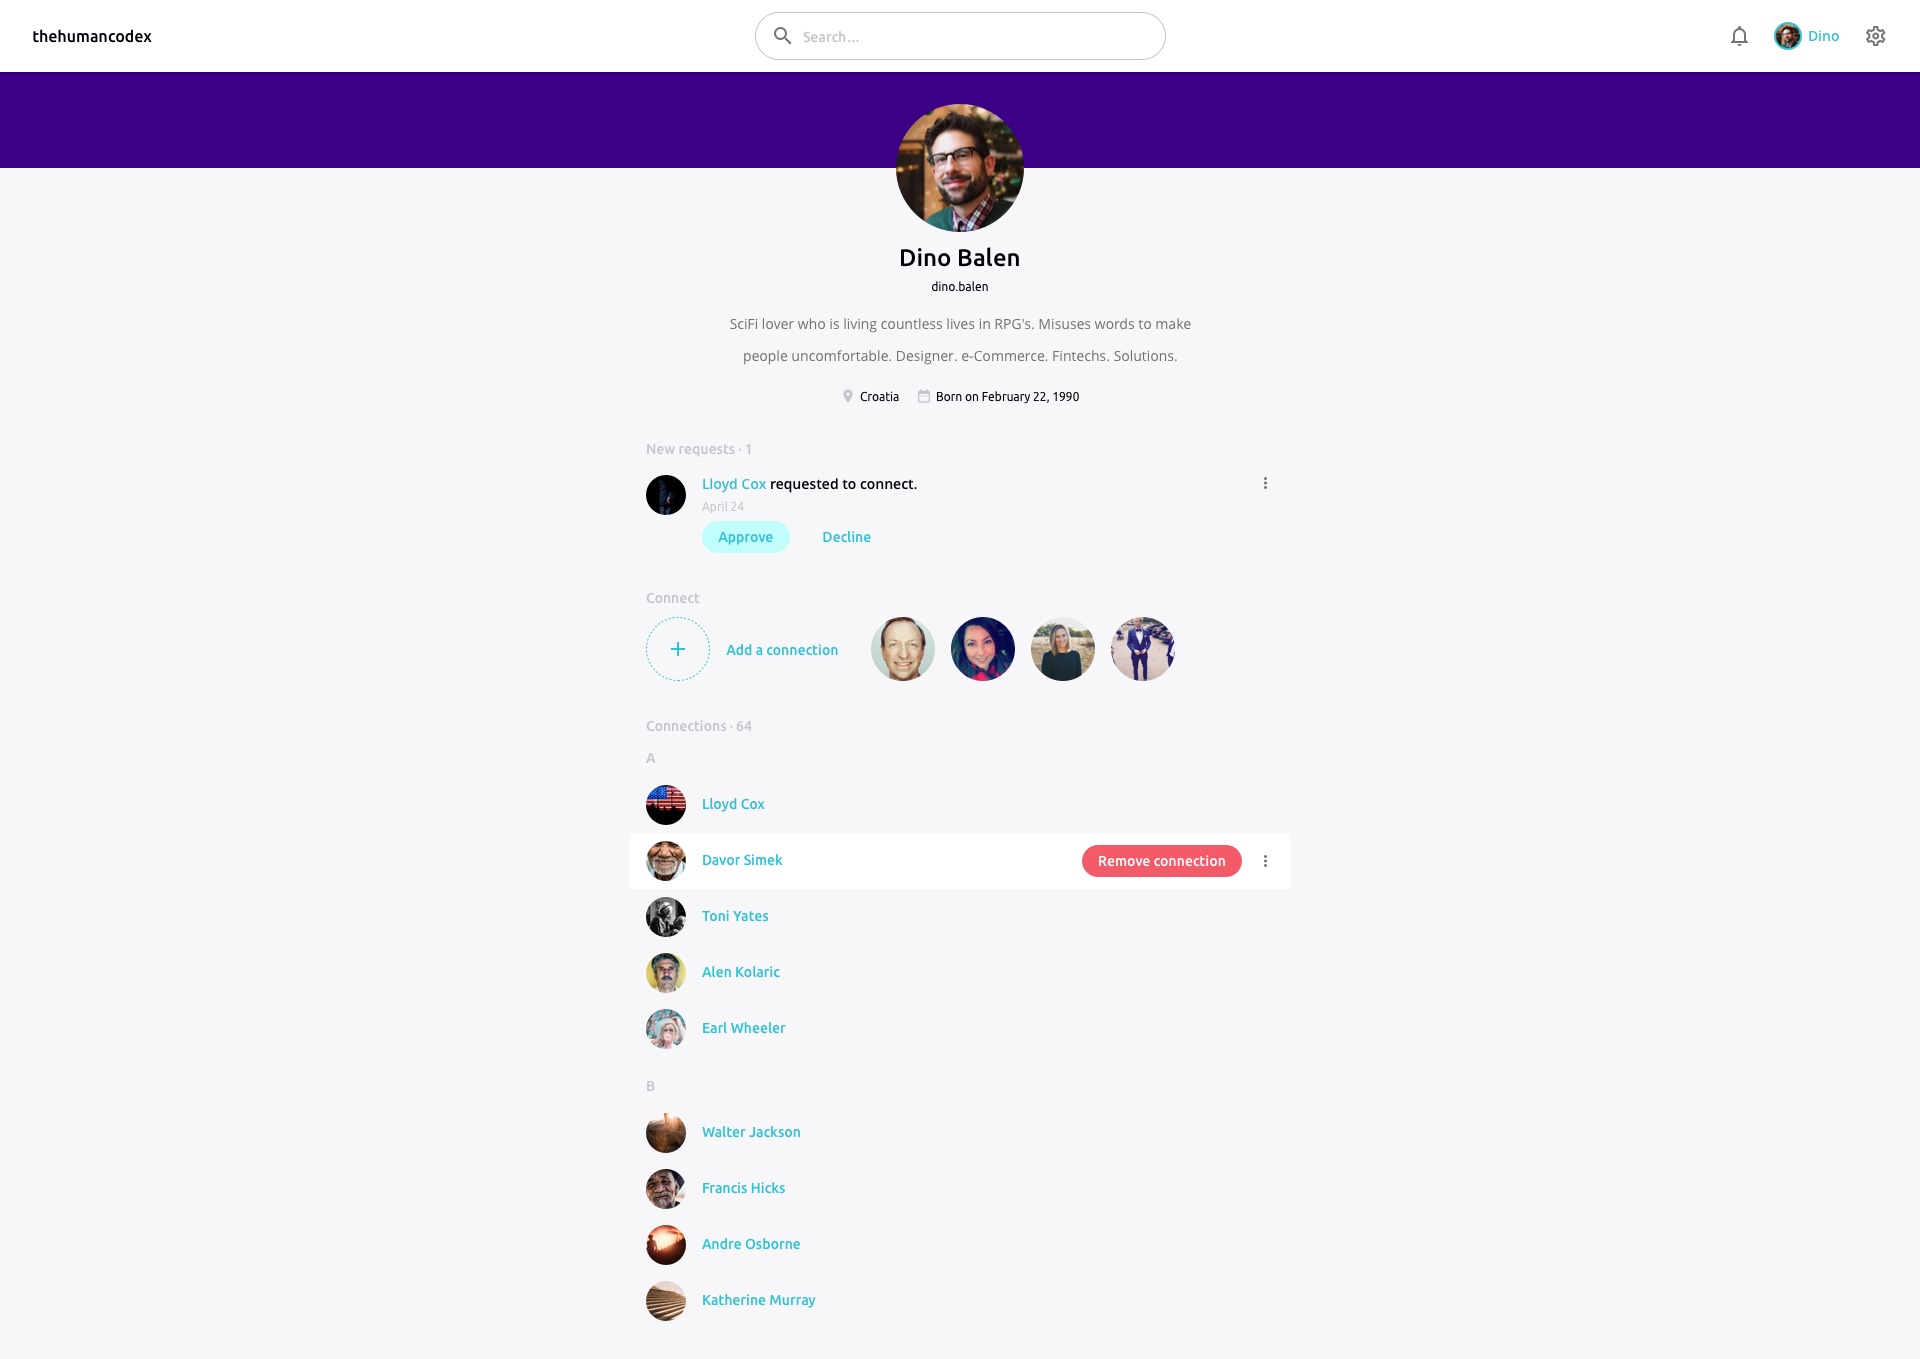 thehumancodex
Search...
Dino
Dino Balen
dino.balen
SciFi lover who is living countless lives in RPG's. Misuses words to make
people uncomfortable. Designer. e-Commerce. Fintechs. Solutions.
Croatia
Born on February 22, 1990
New requests · 1
Lloyd Cox requested to connect.
April 24
Approve
Decline
Connect
Add a connection
Connections · 64
A
Lloyd Cox
Davor Simek
Remove connection
Toni Yates
Alen Kolaric
Earl Wheeler
B
Walter Jackson
Francis Hicks
Andre Osborne
Katherine Murray